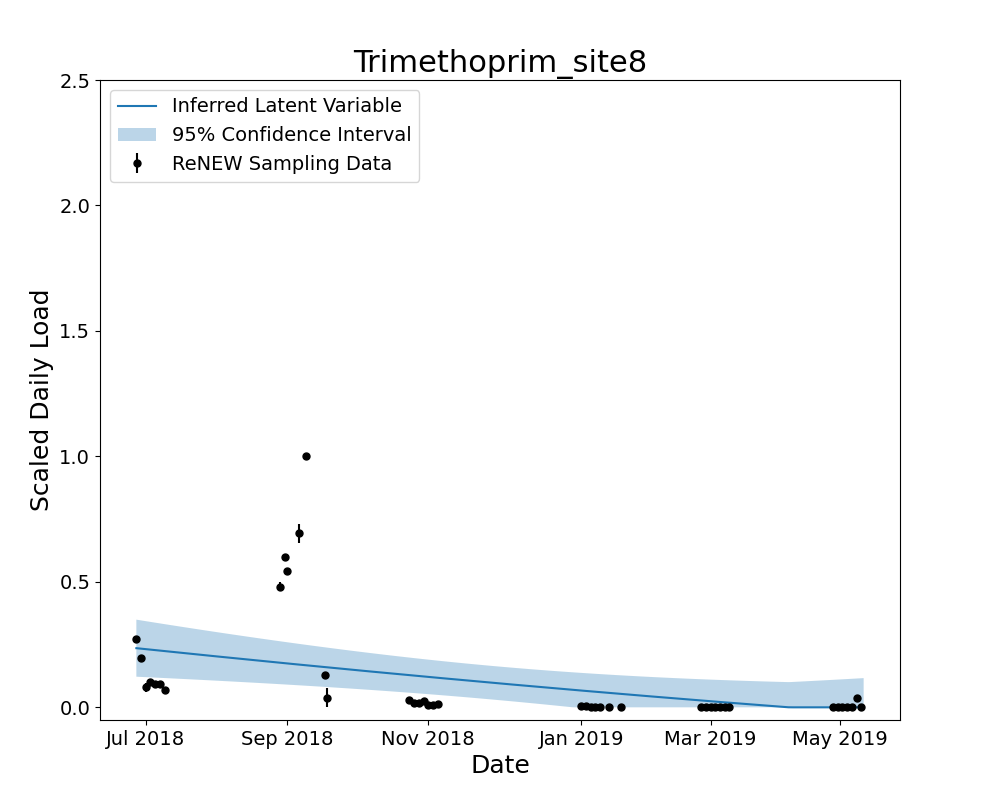 Trimethoprim_site8
2.5
2.0
1.5
1.0
0.5
0.0
Scaled Daily Load
Inferred Latent Variable
95% Confidence Interval
ReNEW Sampling Data
Jul 2018
Sep 2018
Nov 2018
Jan 2019
Mar 2019
May 2019
Date